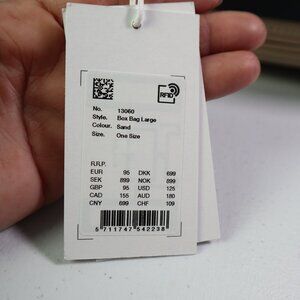 RFID
No. 13060
Style. Box Bag Large
Colour. Sand
Size. One Size
R.R.P.
EUR 95 DKK 699
SEK 899 NOK 899
GBP 95 USD 125
CAD 155 AUD 180
CNY 699 CHF 109
5 711747 542238